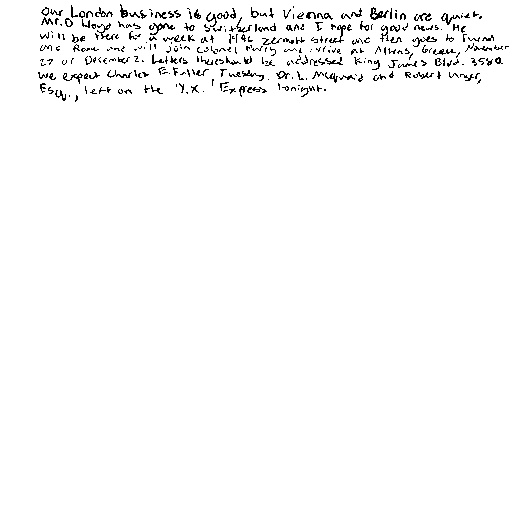 Our London business is good, but Vienna and Berlin are quiet.
Mr. D Lloyd has gone to Switzerland and I hope for good news. He
will be there for a week at 1496 Zermott street and then goes to Turin
and Rome and will join Colonel Parry and arrive at Athens, Greece, November
27 or December 2. Letters there should be addressed King James Blvd. 3580.
We expect Charles E. Fuller Tuesday. Dr. L. McQuaid and Robert Unger,
Esq., left on the "Y.X." Express tonight.